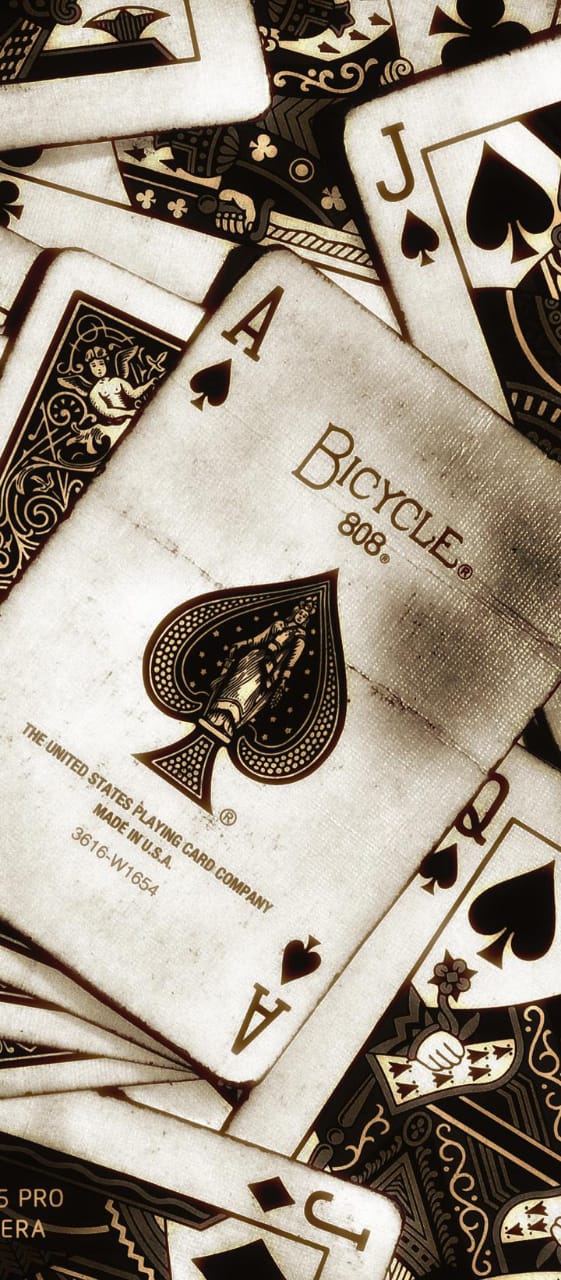 J
A
BICYCLE®
808®
®
THE UNITED STATES PLAYING CARD COMPANY
MADE IN U.S.A.
3616-W1654
Q
A
J
5 PRO
ERA